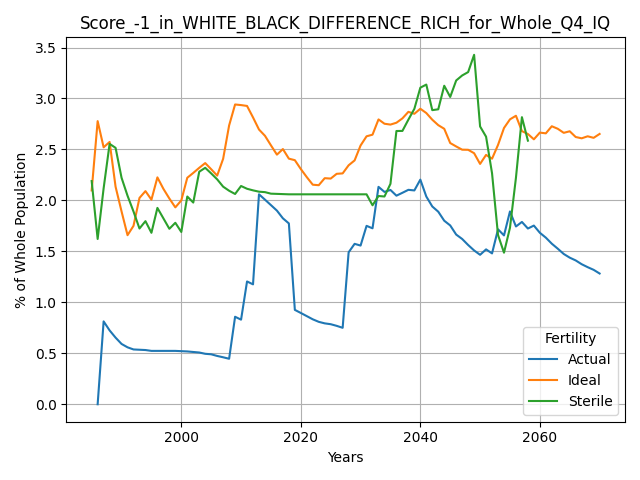 Score_-1_in_WHITE_BLACK_DIFFERENCE_RICH_for_Whole_Q4_IQ
% of Whole Population
3.5
3.0
2.5
2.0
1.5
1.0
0.5
0.0
Fertility
Actual
Ideal
Sterile
2000
2020
2040
2060
Years